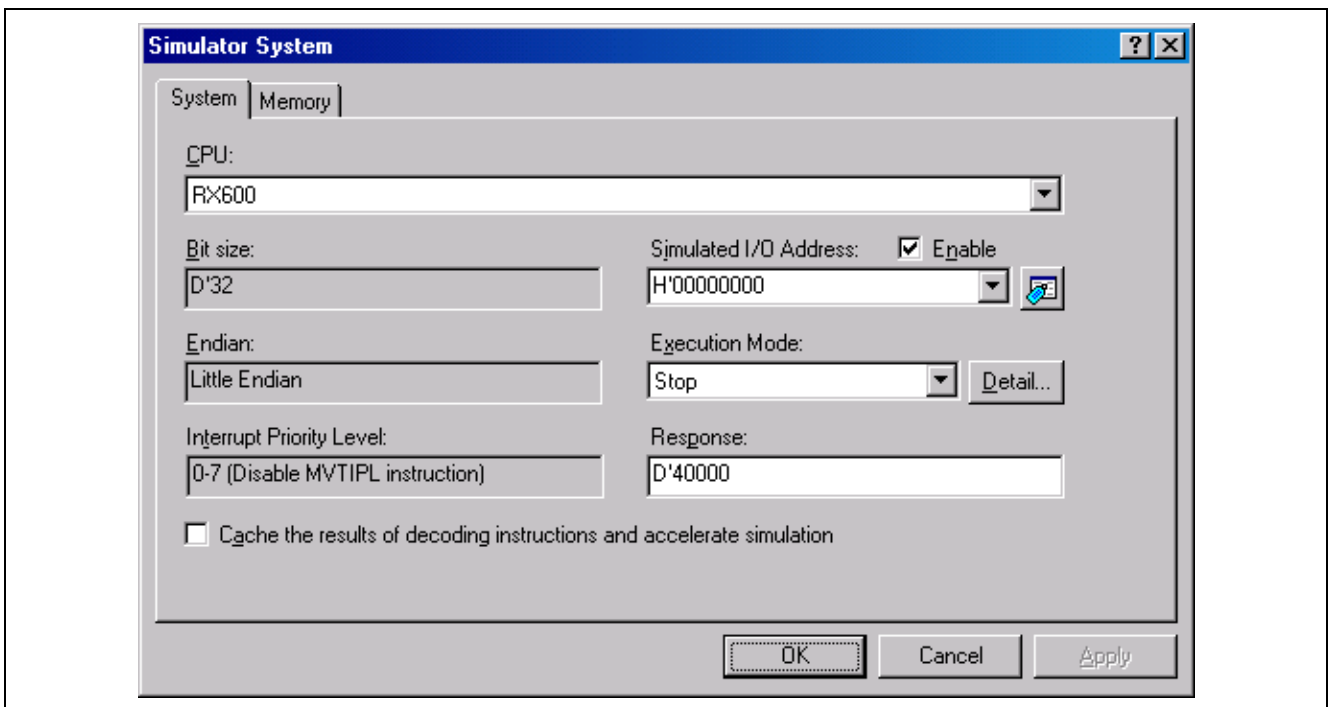 Simulator System
System Memory
CPU:
RX600
Bit size:
Simulated I/O Address: Enable
D'32
H'00000000
Endian:
Execution Mode:
Little Endian
Stop
Detail...
Interrupt Priority Level:
Response:
0-7 (Disable MVTIPL instruction)
D'40000
Cache the results of decoding instructions and accelerate simulation
OK Cancel Apply